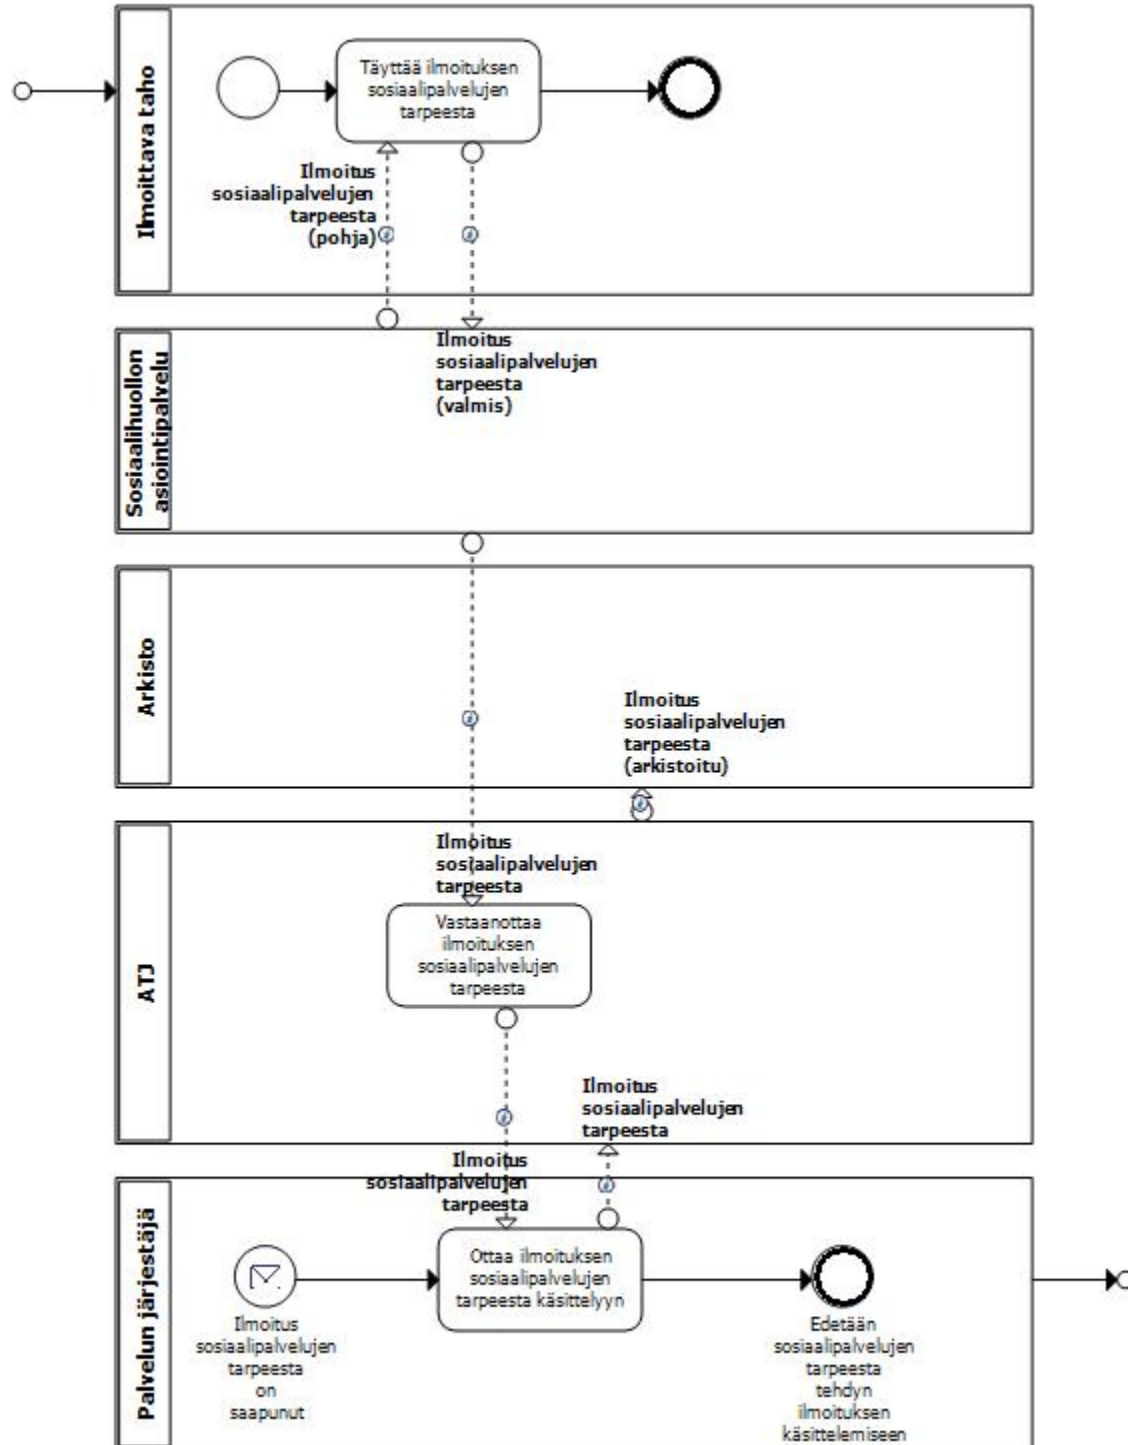 Ilmoittava taho
Täyttää ilmoituksen
sosiaalipalvelujen
tarpeesta
Ilmoitus
sosiaalipalvelujen
tarpeesta
(pohja)
Sosiaalihuollon
asiointipalvelu
Ilmoitus
sosiaalipalvelujen
tarpeesta
(valmis)
Arkisto
Ilmoitus
sosiaalipalvelujen
tarpeesta
(arkistoitu)
ATJ
Ilmoitus
sosiaalipalvelujen
tarpeesta
Vastaanottaa
ilmoituksen
sosiaalipalvelujen
tarpeesta
Ilmoitus
sosiaalipalvelujen
tarpeesta
Palvelun järjestäjä
Ilmoitus
sosiaalipalvelujen
tarpeesta
Ilmoitus
sosiaalipalvelujen
tarpeesta
on
saapunut
Ottaa ilmoituksen
sosiaalipalvelujen
tarpeesta käsittelyyn
Edetään
sosiaalipalvelujen
tarpeesta
tehdyn
ilmoituksen
käsittelemiseen